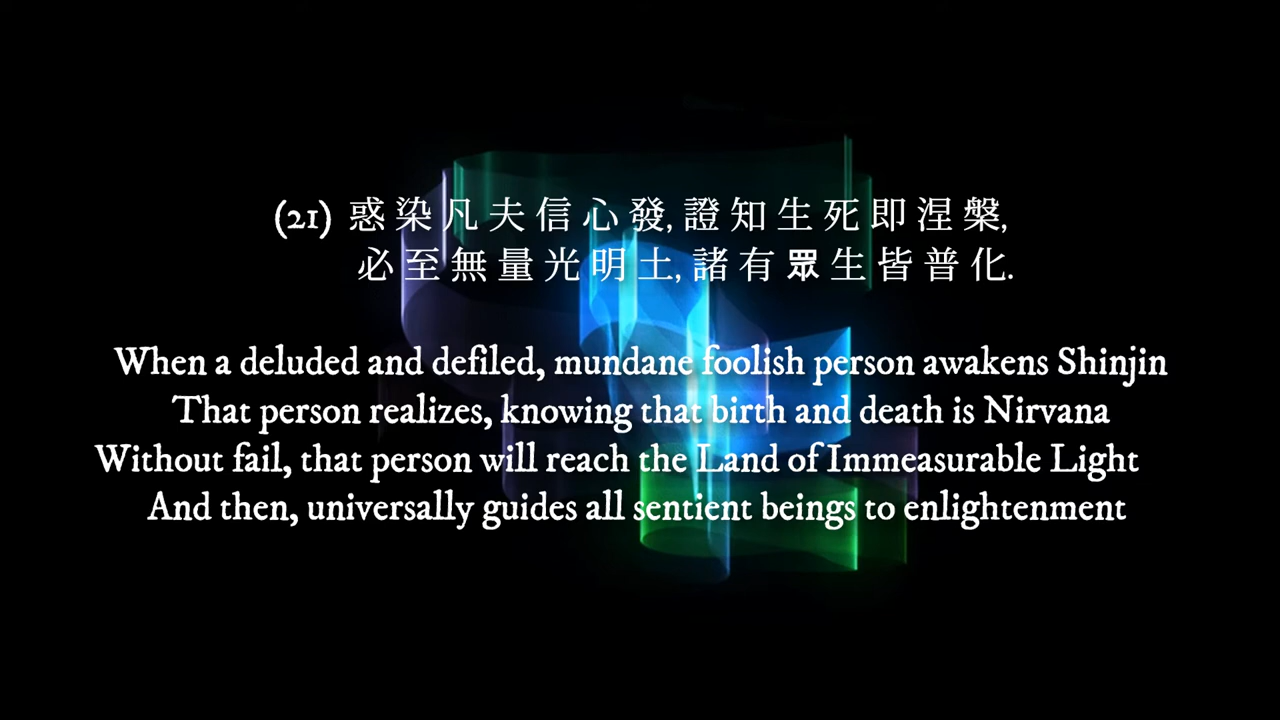 (21) 惑染凡夫信心發, 證知生死即涅槃,
必至無量光明土, 諸有眾生皆普化.
When a deluded and defiled, mundane foolish person awakens Shinjin
That person realizes, knowing that birth and death is Nirvana
Without fail, that person will reach the Land of Immeasurable Light
And then, universally guides all sentient beings to enlightenment